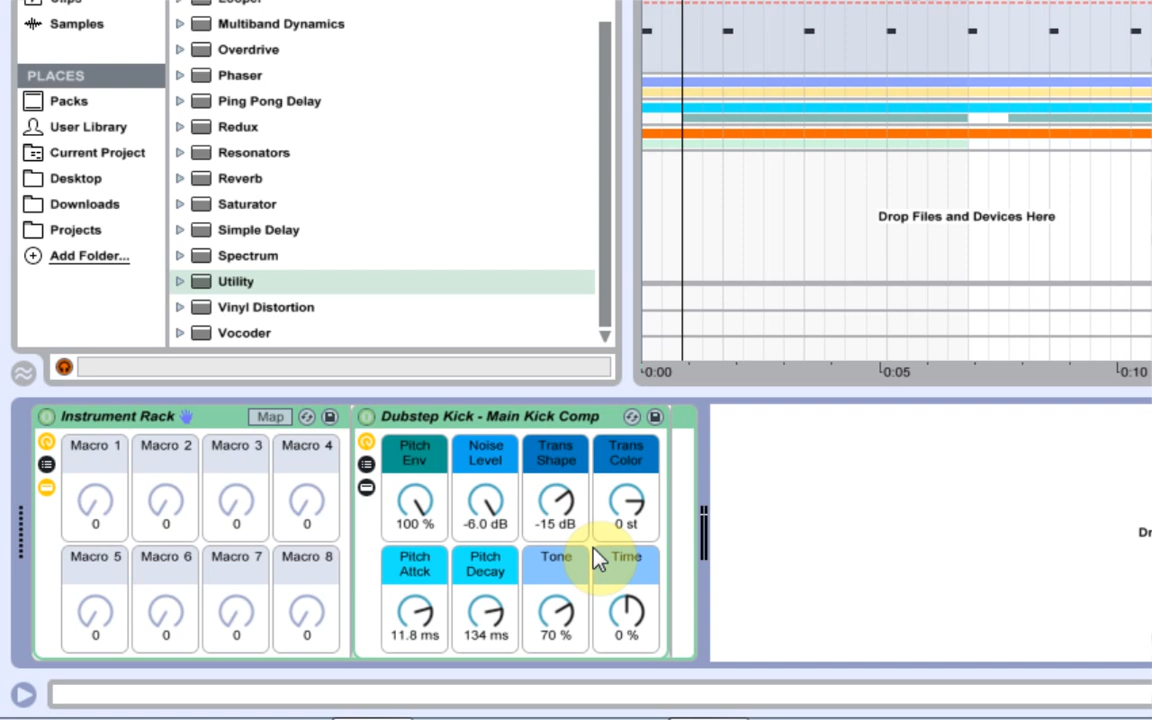 Clips
Samples
PLACES
Packs
User Library
Current Project
Desktop
Downloads
Projects
Add Folder...
Looper
Multiband Dynamics
Overdrive
Phaser
Ping Pong Delay
Redux
Resonators
Reverb
Saturator
Simple Delay
Spectrum
Utility
Vinyl Distortion
Vocoder
Drop Files and Devices Here
0:00
0:05
0:10
Instrument Rack
Map
Macro 1
Macro 2
Macro 3
Macro 4
0
0
0
0
Macro 5
Macro 6
Macro 7
Macro 8
0
0
0
0
Dubstep Kick - Main Kick Comp
Pitch
Env
Noise
Level
Trans
Shape
Trans
Color
100 %
-6.0 dB
-15 dB
0 st
Pitch
Attck
Pitch
Decay
Tone
Time
11.8 ms
134 ms
70 %
0 %